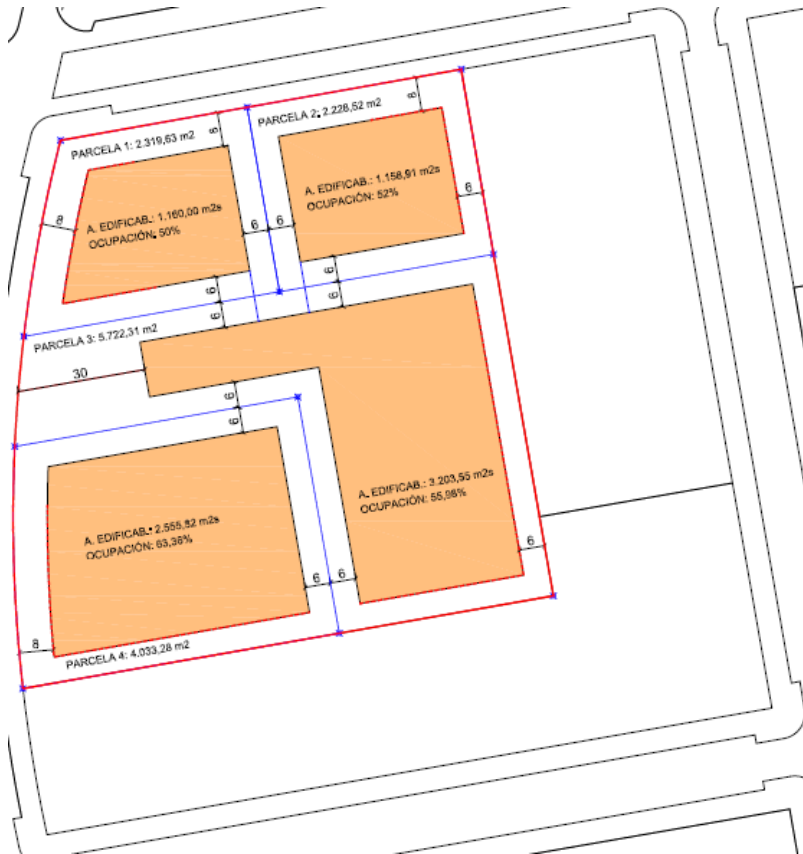 PARCELA 1: 2.319,63 m2
PARCELA 2: 2.228,52 m2
8
8
A. EDIFICAB.: 1.160,00 m2s
OCUPACIÓN: 50%
A. EDIFICAB.: 1.158,91 m2s
OCUPACIÓN: 52%
8
6
6
6
6
6
6
6
PARCELA 3: 5.722,31 m2
30
6
6
A. EDIFICAB.: 3.203,55 m2s
OCUPACIÓN: 55,98%
A. EDIFICAB.: 2.555,82 m2s
OCUPACIÓN: 63,36%
6
6
6
8
PARCELA 4: 4.033,28 m2